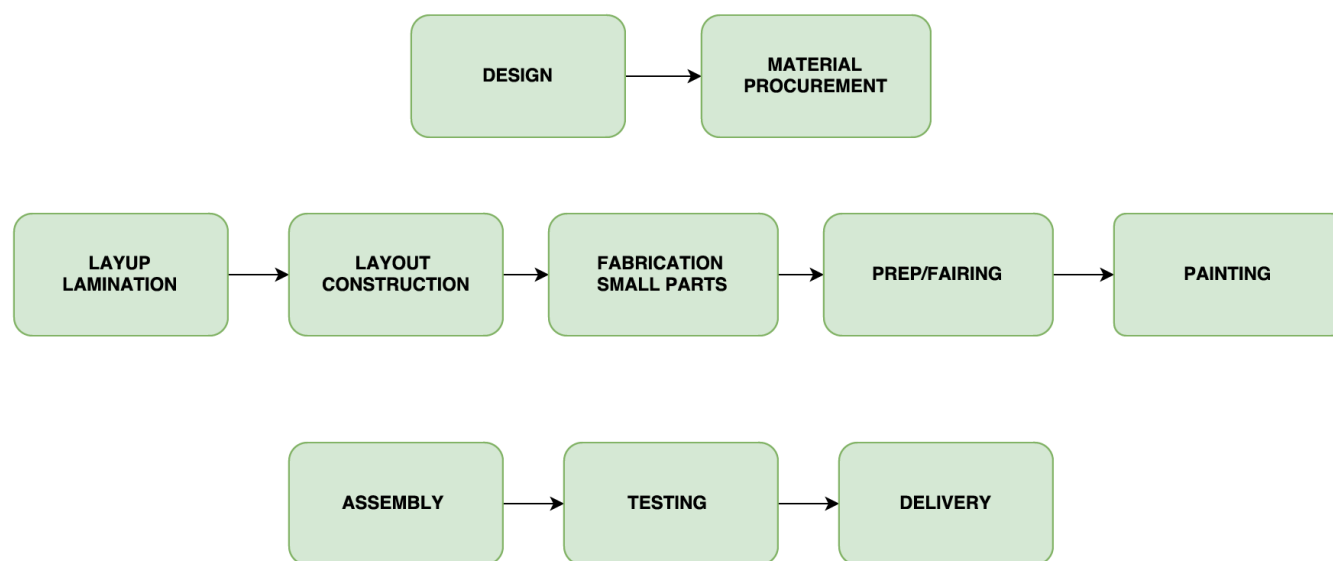 DESIGN
MATERIAL
PROCUREMENT
LAYUP
LAMINATION
LAYOUT
CONSTRUCTION
FABRICATION
SMALL PARTS
PREP/FAIRING
PAINTING
ASSEMBLY
TESTING
DELIVERY